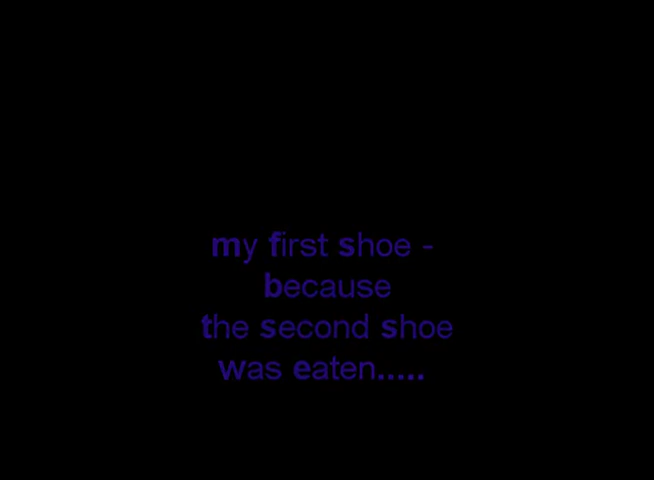 my first shoe -
because
the second shoe
was eaten.....